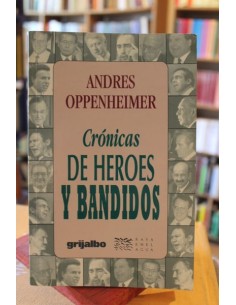 ANDRES
OPPENHEIMER
Crónicas
DE HEROES
Y BANDIDOS
grijalbo